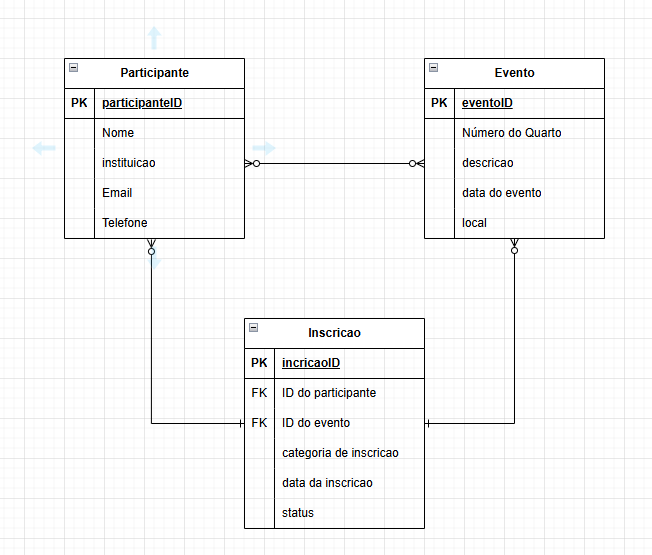 Participante
PK participanteID
Nome
instituicao
Email
Telefone
Evento
PK eventoID
Número do Quarto
descricao
data do evento
local
Inscricao
PK incricaoID
FK ID do participante
FK ID do evento
categoria de inscricao
data da inscricao
status